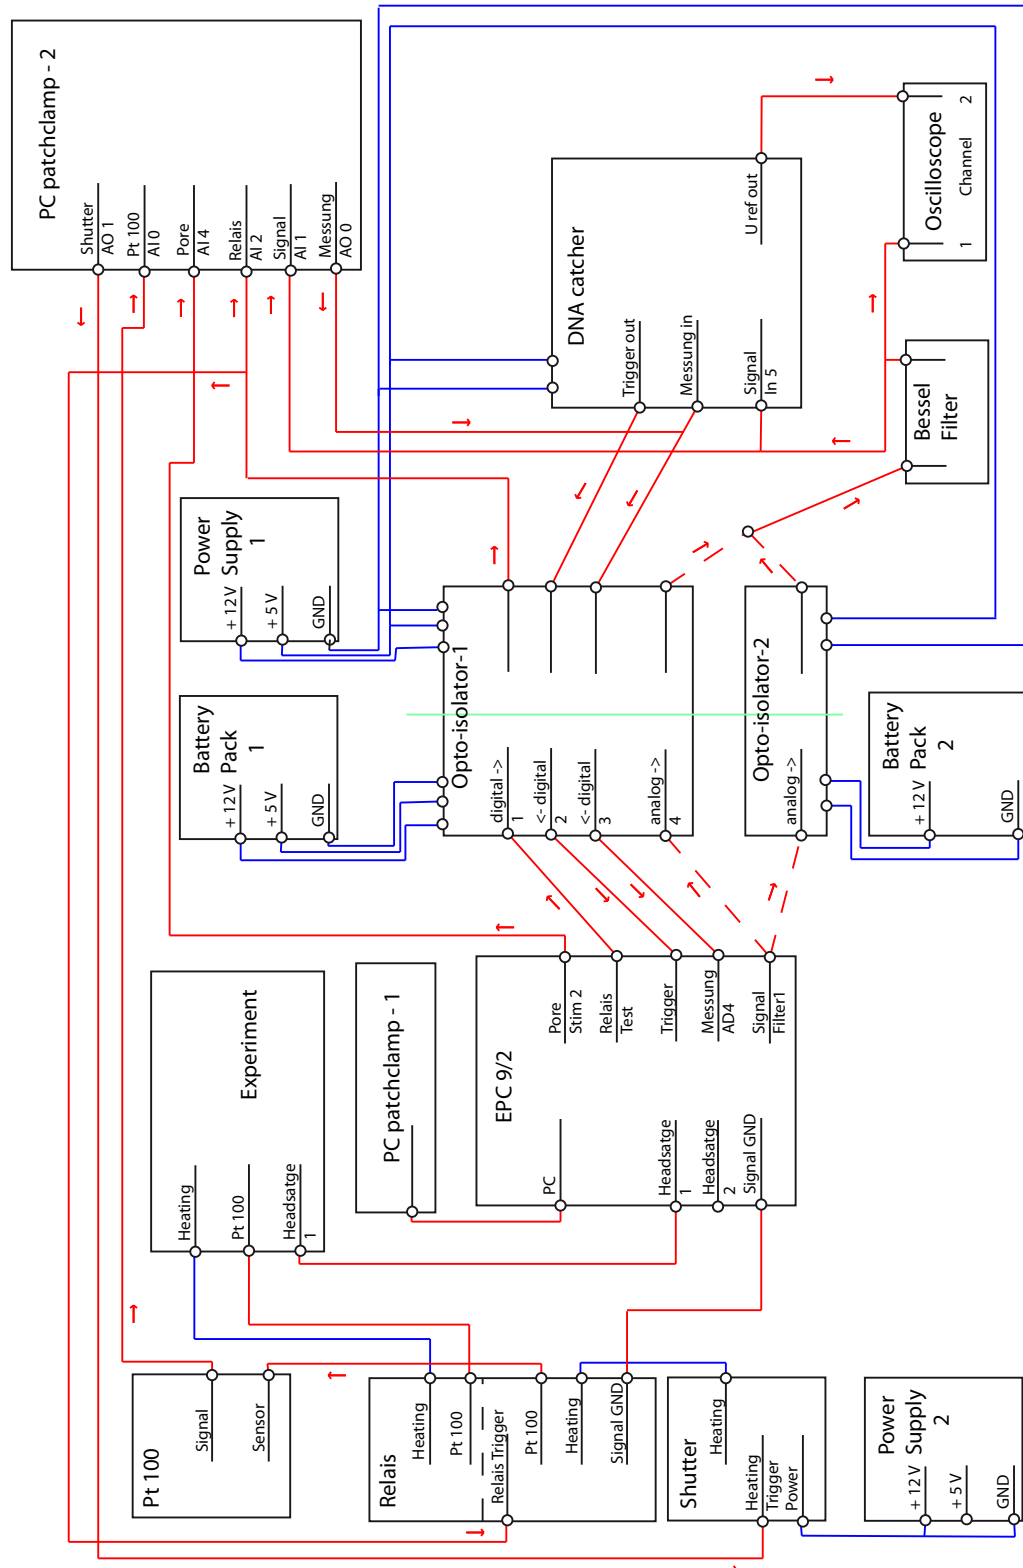 PC patchclamp - 2
Shutter
AO 1
Pt 100
AI 0
Pore
AI 4
Relais
AI 2
Signal
AI 1
Messung
AO 0
DNA catcher
Trigger out
Messung in
Signal
In 5
U ref out
Oscilloscope
Channel
1
2
Bessel
Filter
Power
Supply
1
+ 12 V
+ 5 V
GND
Battery
Pack
1
+ 12 V
+ 5 V
GND
Opto-isolator-1
digital ->
1
<- digital
2
<- digital
3
analog ->
4
Opto-isolator-2
analog ->
Battery
Pack
2
+ 12 V
GND
Experiment
Heating
Pt 100
Headsatge
1
PC patchclamp - 1
EPC 9/2
Pore
Stim 2
Relais
Test
Trigger
Messung
AD4
Signal
Filter1
PC
Headsatge
1
Headsatge
2
Signal GND
Pt 100
Signal
Sensor
Relais
Heating
Pt 100
Relais Trigger
Pt 100
Heating
Signal GND
Shutter
Heating
Heating
Trigger
Power
Power
Supply
2
+ 12 V
+ 5 V
GND